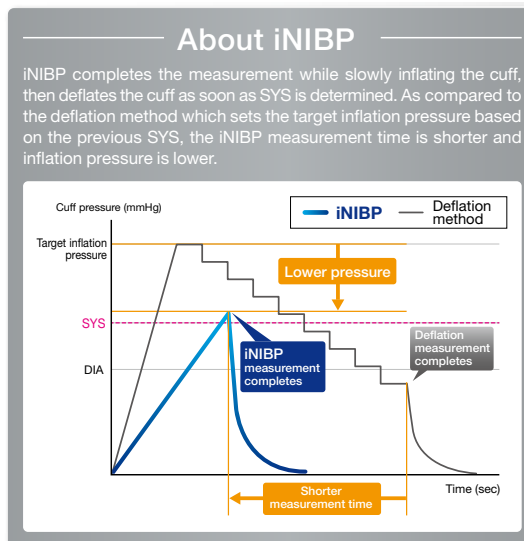 About iNIBP
iNIBP completes the measurement while slowly inflating the cuff,
then deflates the cuff as soon as SYS is determined. As compared to
the deflation method which sets the target inflation pressure based
on the previous SYS, the iNIBP measurement time is shorter and
inflation pressure is lower.
Cuff pressure (mmHg)
iNIBP
Deflation
method
Target inflation
pressure
Lower pressure
SYS
iNIBP
measurement
completes
Deflation
measurement
completes
DIA
Shorter
measurement time
Time (sec)